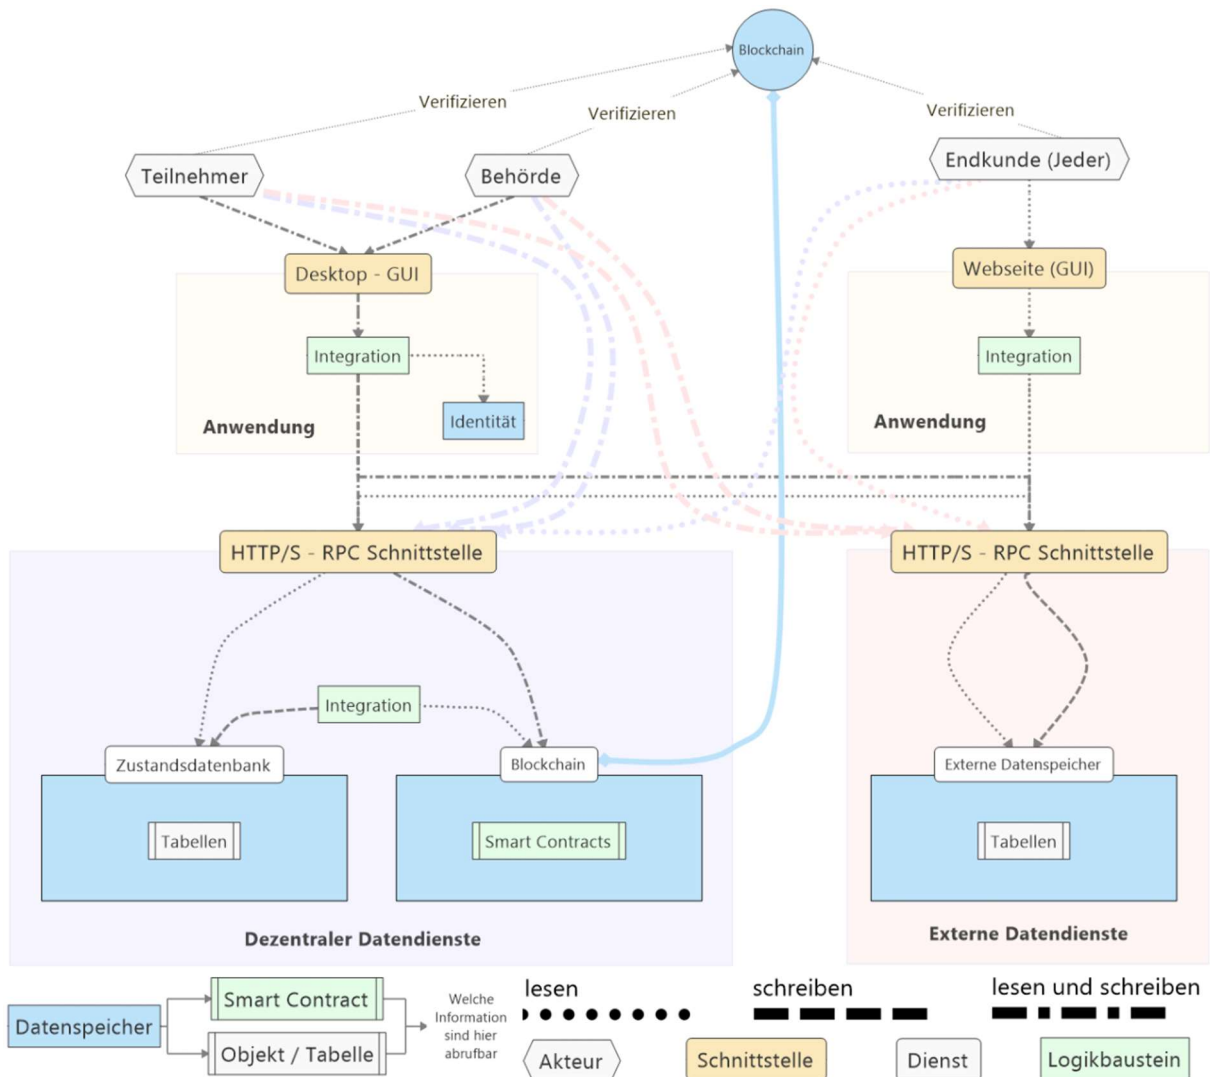 Blockchain
Verifizieren
Verifizieren
Verifizieren
Teilnehmer
Behörde
Endkunde (Jeder)
Desktop - GUI
Webseite (GUI)
Integration
Integration
Identität
Anwendung
Anwendung
HTTP/S - RPC Schnittstelle
HTTP/S - RPC Schnittstelle
Integration
Zustandsdatenbank
Blockchain
Externe Datenspeicher
Tabellen
Smart Contracts
Tabellen
Dezentraler Datendienste
Externe Datendienste
Datenspeicher
Smart Contract
Objekt / Tabelle
Welche
Information
sind hier
abrufbar
lesen
schreiben
lesen und schreiben
Akteur
Schnittstelle
Dienst
Logikbaustein